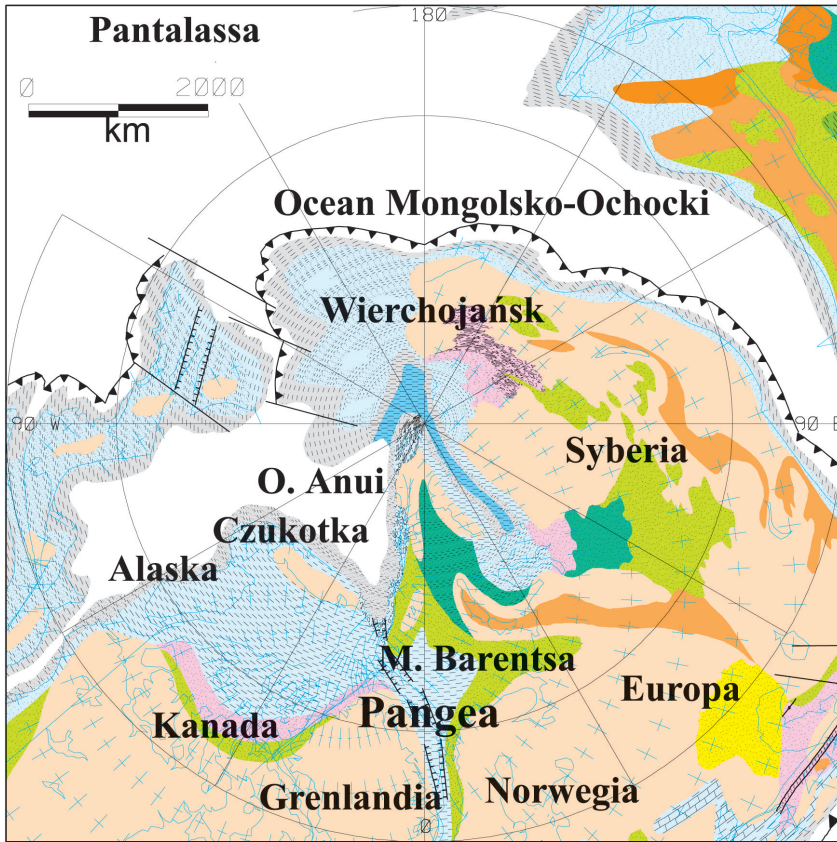 Pantalassa
180
0 2000
km
Ocean Mongolsko-Ochocki
Wierchojańsk
90 W
90 E
Syberia
O. Anui
Czukotka
Alaska
M. Barentsa
Europa
Pangea
Kanada
Grenlandia
Norwegia
0